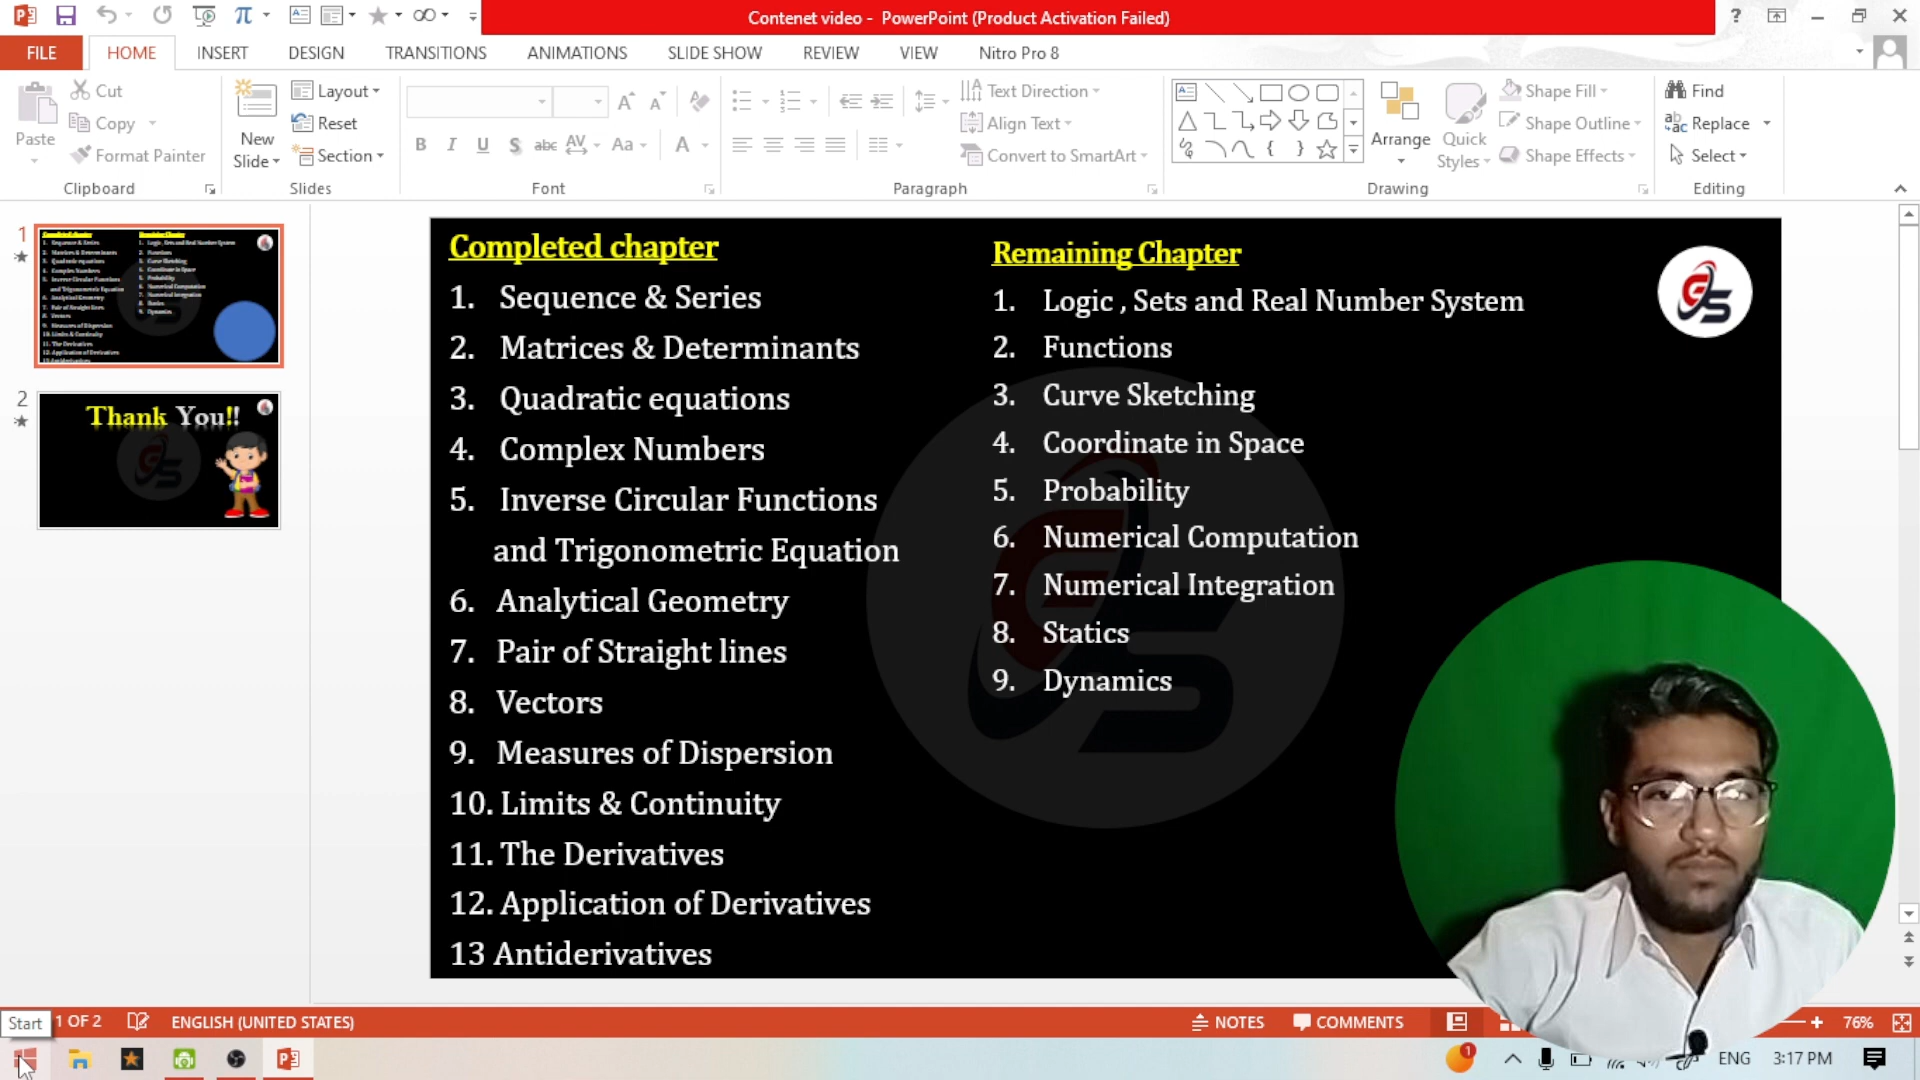 Contenet video - PowerPoint (Product Activation Failed)
FILE
HOME
INSERT
DESIGN
TRANSITIONS
ANIMATIONS
SLIDE SHOW
REVIEW
VIEW
Nitro Pro 8
Paste
Cut
Copy
Format Painter
Clipboard
New
Slide
Layout
Reset
Section
Slides
Font
Text Direction
Align Text
Convert to SmartArt
Paragraph
Arrange
Quick
Styles
Shape Fill
Shape Outline
Shape Effects
Drawing
Find
Replace
Select
Editing
1
2
Thank You!!
Completed chapter
1. Sequence & Series
2. Matrices & Determinants
3. Quadratic equations
4. Complex Numbers
5. Inverse Circular Functions
and Trigonometric Equation
6. Analytical Geometry
7. Pair of Straight lines
8. Vectors
9. Measures of Dispersion
10. Limits & Continuity
11. The Derivatives
12. Application of Derivatives
13 Antiderivatives
Remaining Chapter
1. Logic , Sets and Real Number System
2. Functions
3. Curve Sketching
4. Coordinate in Space
5. Probability
6. Numerical Computation
7. Numerical Integration
8. Statics
9. Dynamics
Start
1 OF 2
ENGLISH (UNITED STATES)
NOTES
COMMENTS
76%
ENG
3:17 PM